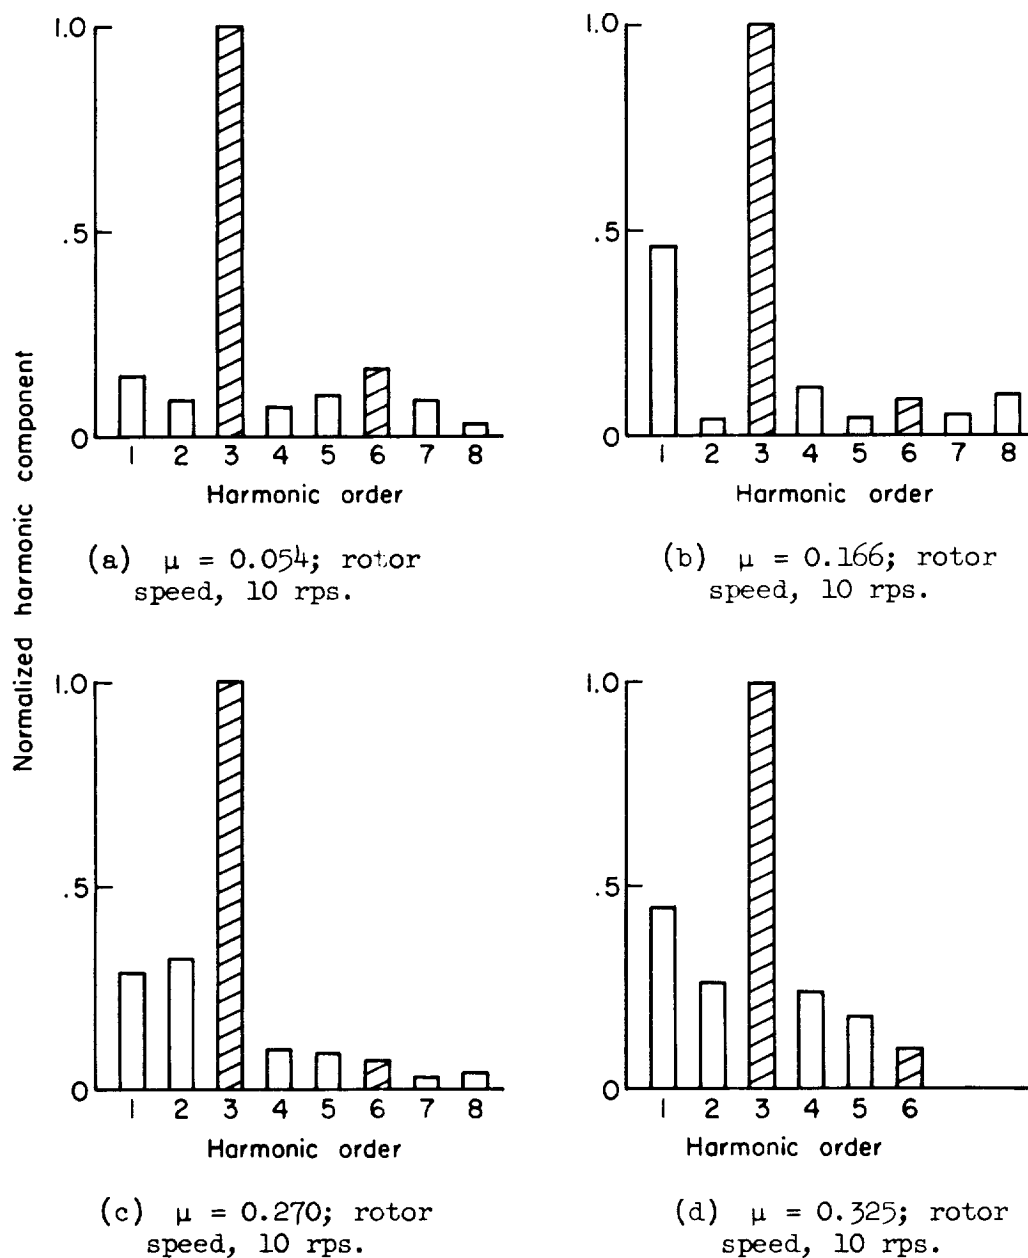 Normalized harmonic component
1.0
.5
0
1 2 3 4 5 6 7 8
Harmonic order
(a) μ = 0.054; rotor
speed, 10 rps.
1.0
.5
0
1 2 3 4 5 6 7 8
Harmonic order
(b) μ = 0.166; rotor
speed, 10 rps.
1.0
.5
0
1 2 3 4 5 6 7 8
Harmonic order
(c) μ = 0.270; rotor
speed, 10 rps.
1.0
.5
0
1 2 3 4 5 6
Harmonic order
(d) μ = 0.325; rotor
speed, 10 rps.